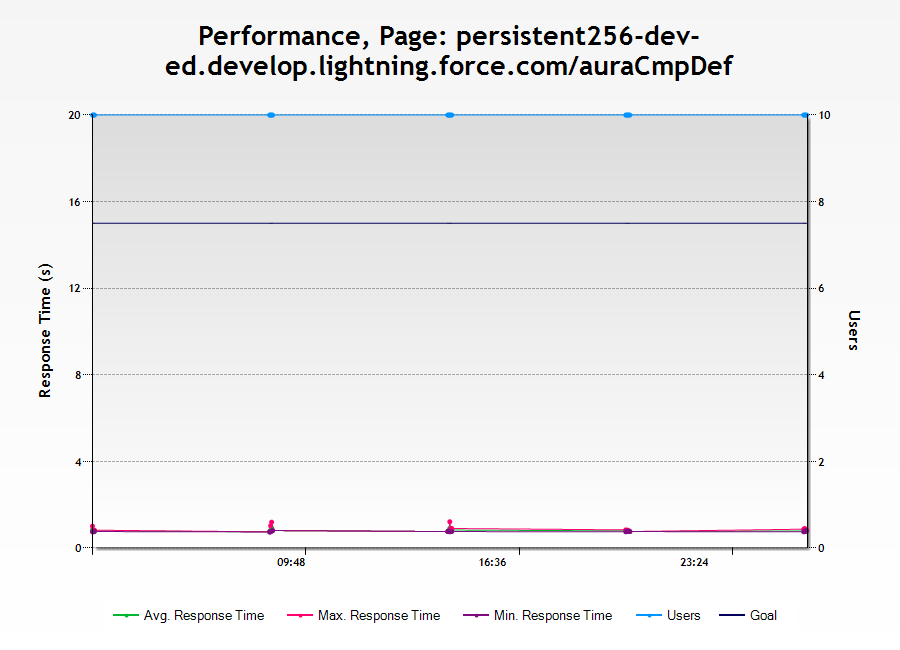 Performance, Page: persistent256-dev-
ed.develop.lightning.force.com/auraCmpDef
20
16
12
8
4
0
Response Time (s)
10
8
6
4
2
0
Users
09:48
16:36
23:24
Avg. Response Time
Max. Response Time
Min. Response Time
Users
Goal